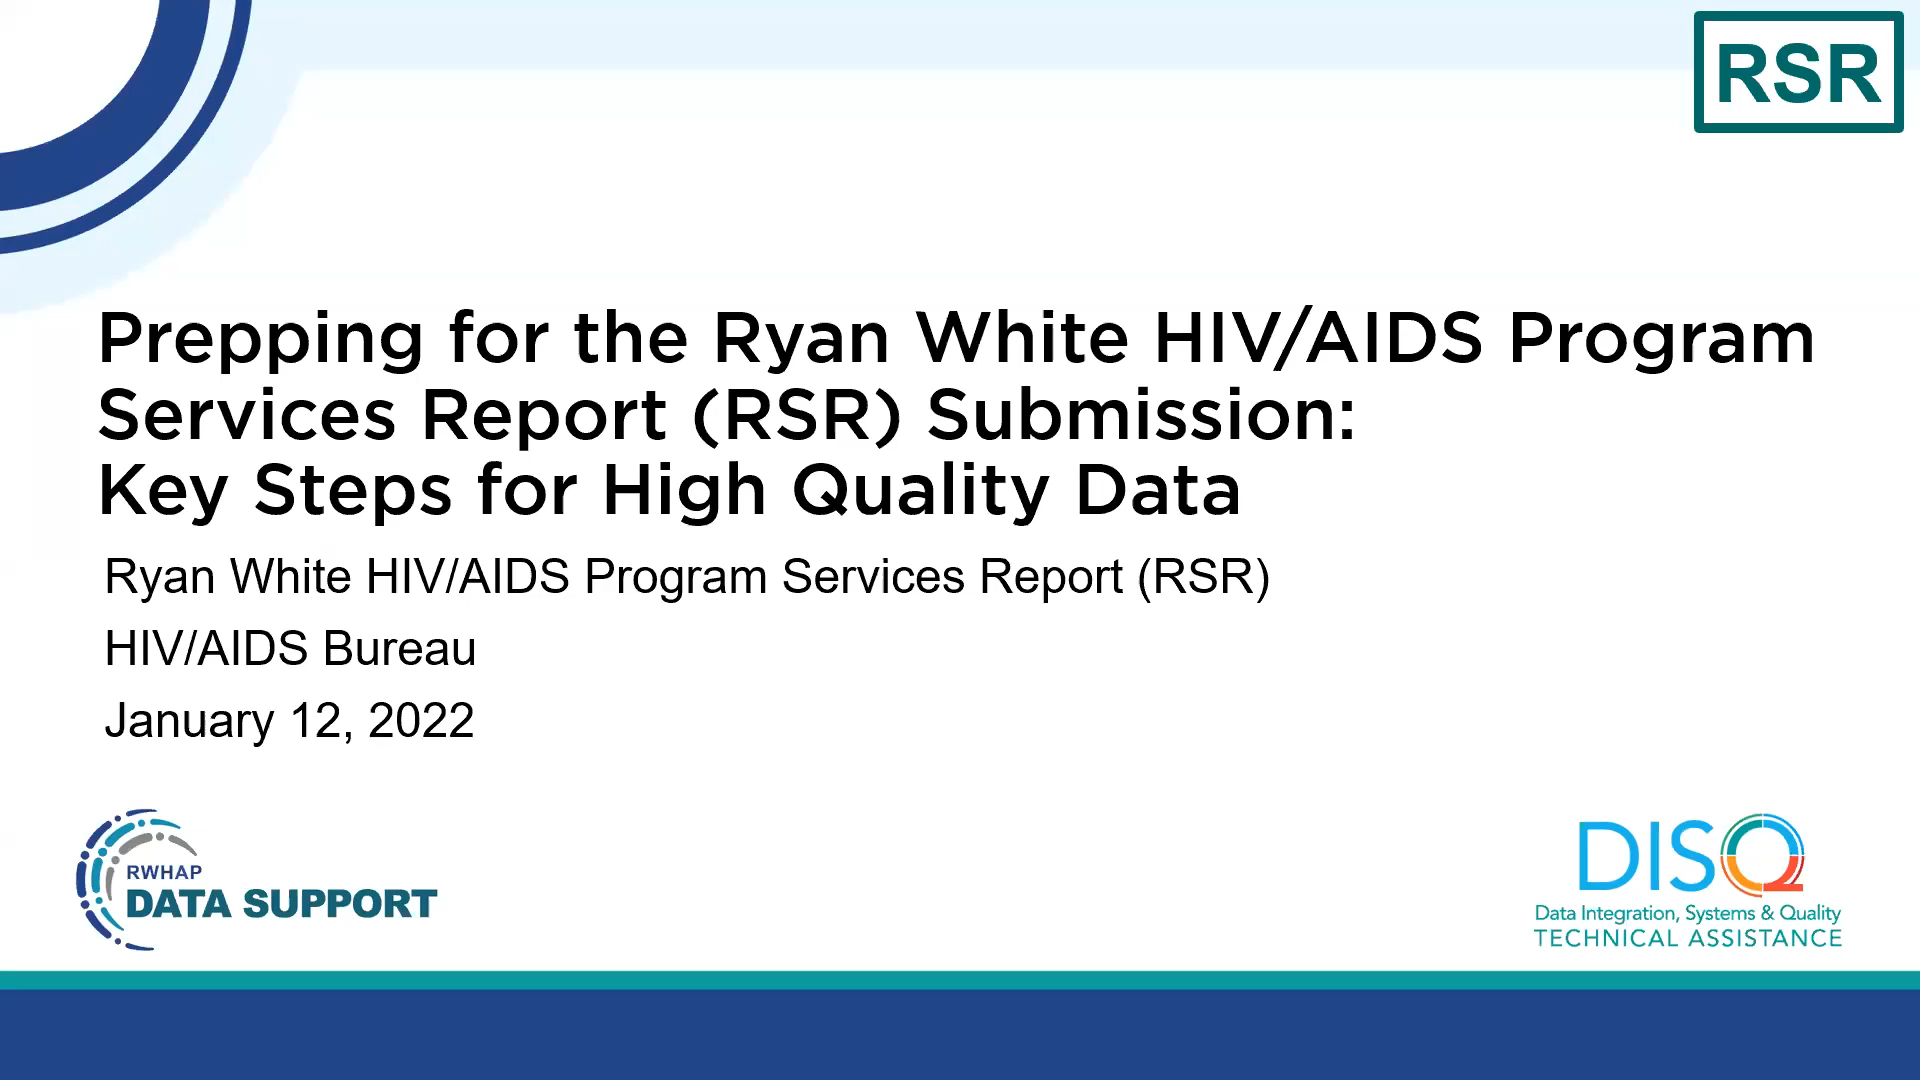 RSR
Prepping for the Ryan White HIV/AIDS Program
Services Report (RSR) Submission:
Key Steps for High Quality Data
Ryan White HIV/AIDS Program Services Report (RSR)
HIV/AIDS Bureau
January 12, 2022
RWHAP
DATA SUPPORT
DISQ
Data Integration, Systems & Quality
TECHNICAL ASSISTANCE